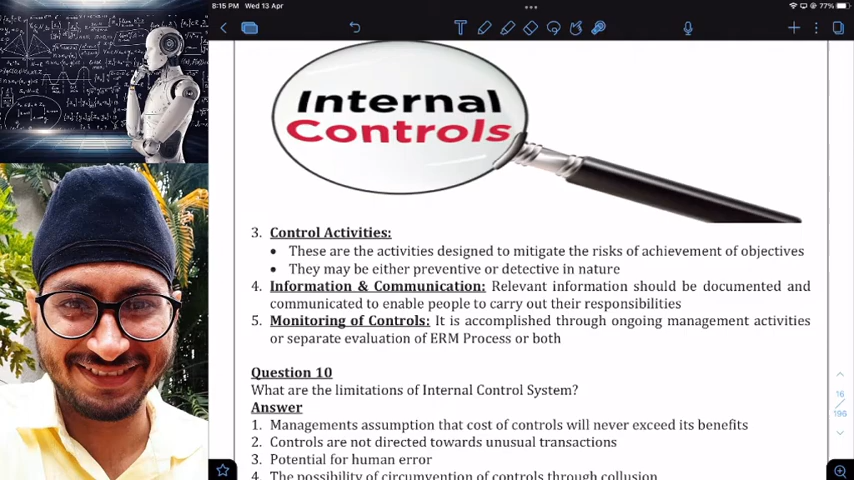 8:15 PM Wed 13 Apr
77%
Internal
Controls
3. Control Activities:
• These are the activities designed to mitigate the risks of achievement of objectives
• They may be either preventive or detective in nature
4. Information & Communication: Relevant information should be documented and
communicated to enable people to carry out their responsibilities
5. Monitoring of Controls: It is accomplished through ongoing management activities
or separate evaluation of ERM Process or both
Question 10
What are the limitations of Internal Control System?
Answer
1. Managements assumption that cost of controls will never exceed its benefits
2. Controls are not directed towards unusual transactions
3. Potential for human error
4. The possibility of circumvention of controls through collusion
16
196